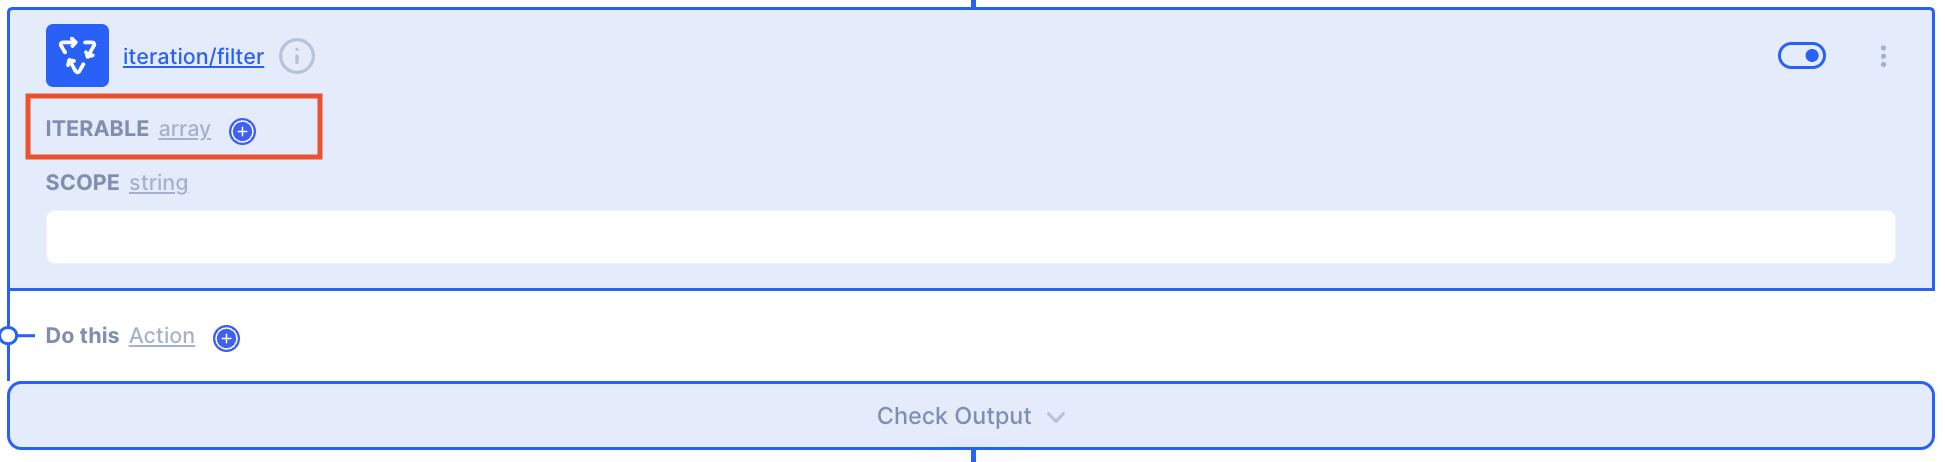 iteration/filter
ITERABLE array
SCOPE string
Do this Action
Check Output